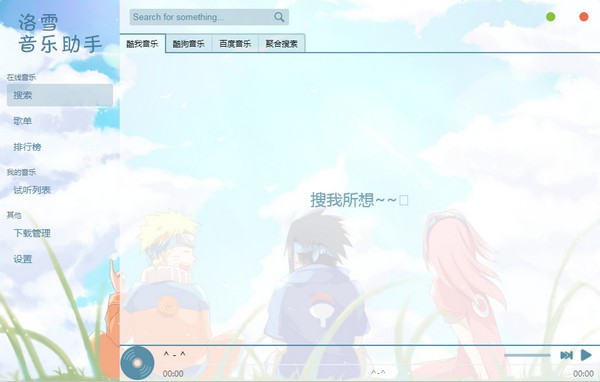 洛雪
音乐助手
Search for something...
酷我音乐 酷狗音乐 百度音乐 聚合搜索
在线音乐
搜索
歌单
排行榜
我的音乐
试听列表
其他
下载管理
设置
搜我所想~~
^ - ^
00:00
^-^
00:00